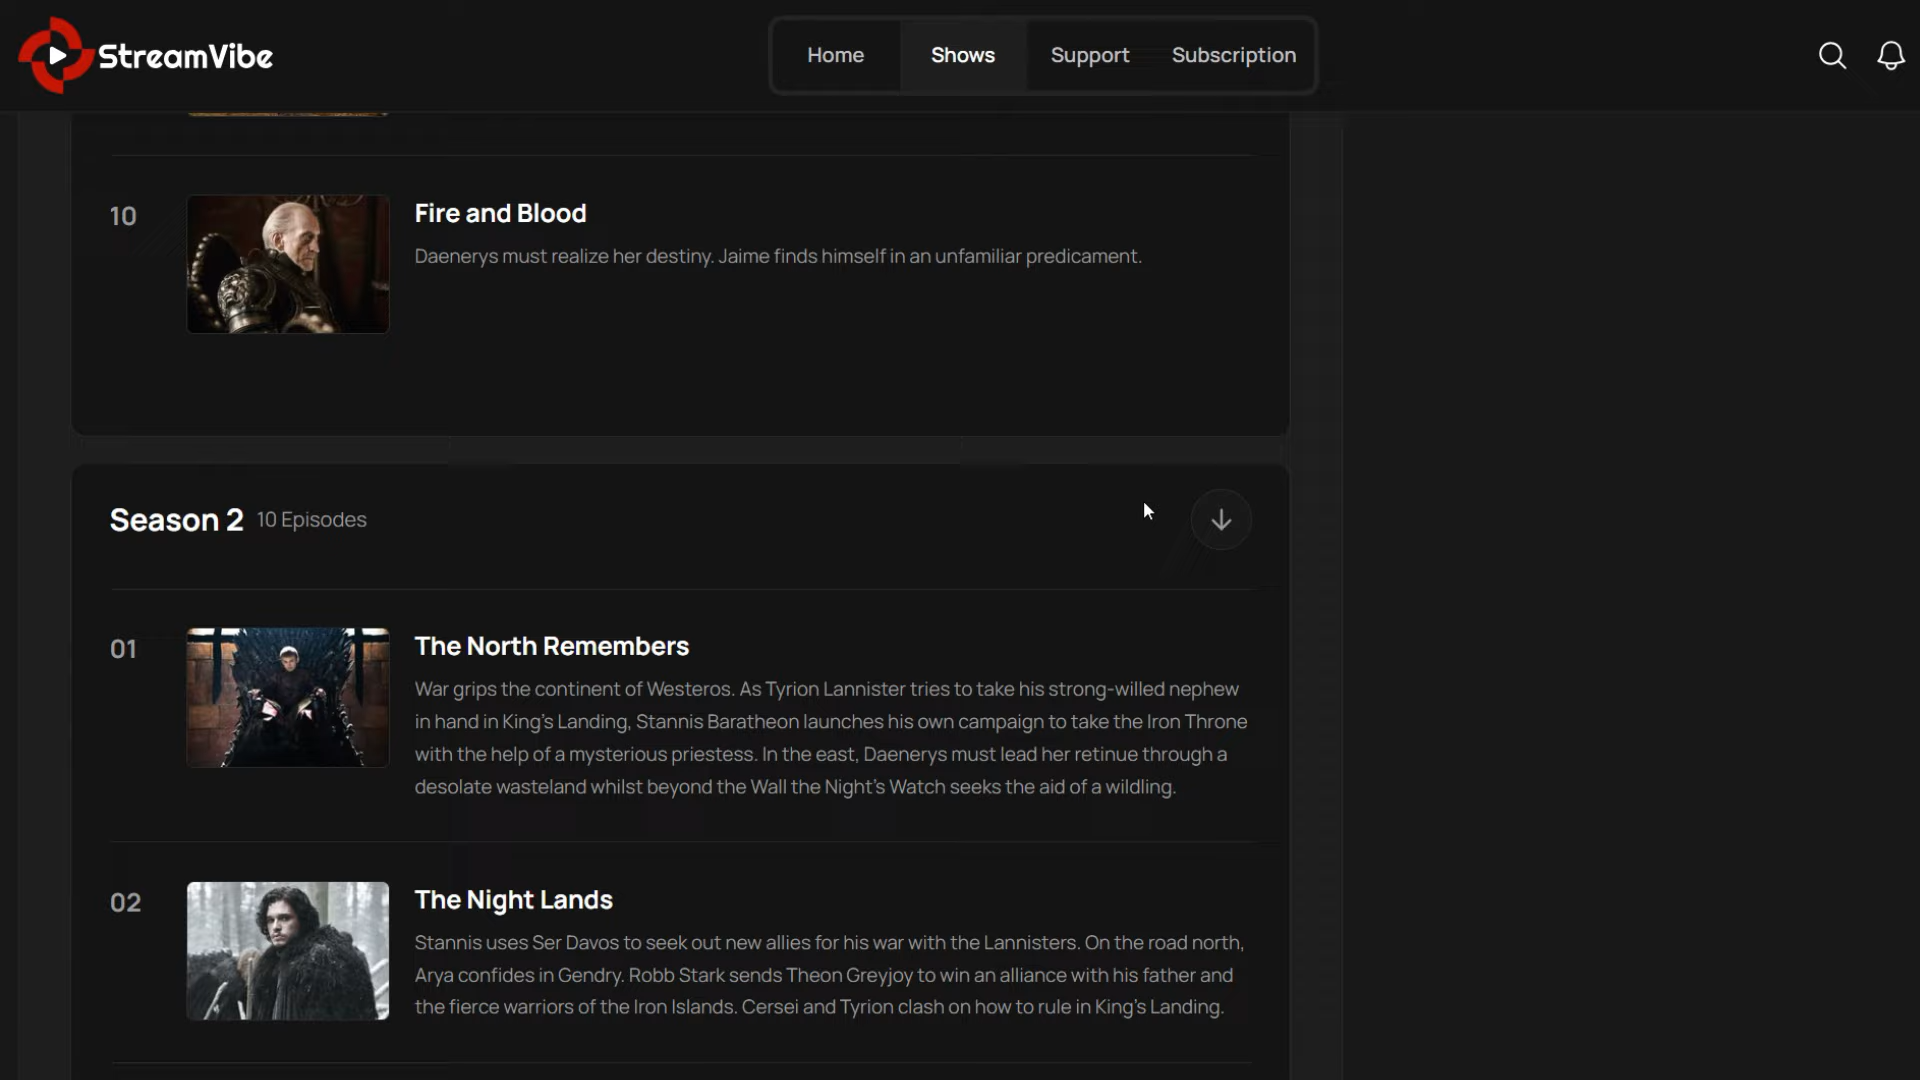 StreamVibe
Home
Shows
Support
Subscription
10
Fire and Blood
Daenerys must realize her destiny. Jaime finds himself in an unfamiliar predicament.
Season 2 10 Episodes
01
The North Remembers
War grips the continent of Westeros. As Tyrion Lannister tries to take his strong-willed nephew
in hand in King's Landing, Stannis Baratheon launches his own campaign to take the Iron Throne
with the help of a mysterious priestess. In the east, Daenerys must lead her retinue through a
desolate wasteland whilst beyond the Wall the Night's Watch seeks the aid of a wildling.
02
The Night Lands
Stannis uses Ser Davos to seek out new allies for his war with the Lannisters. On the road north,
Arya confides in Gendry. Robb Stark sends Theon Greyjoy to win an alliance with his father and
the fierce warriors of the Iron Islands. Cersei and Tyrion clash on how to rule in King's Landing.